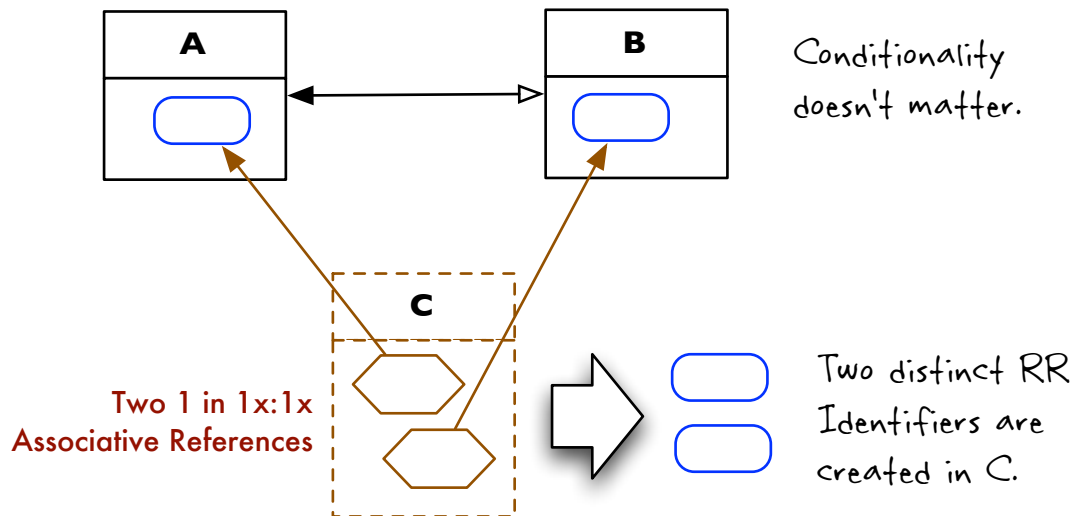 A
B
Conditionality
doesn't matter.
C
Two 1 in 1x:1x
Associative References
Two distinct RR
Identifiers are
created in C.